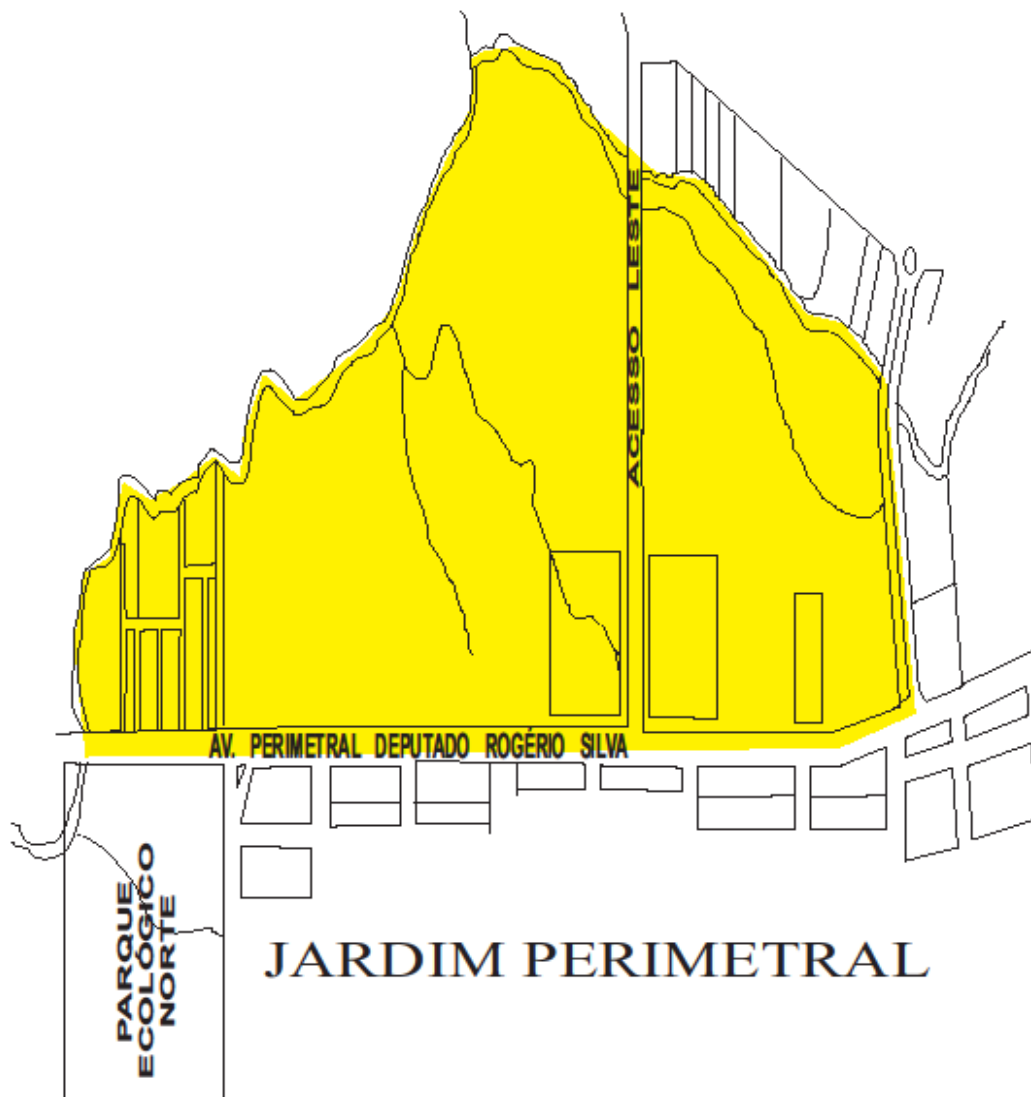 ACESSO LESTE
AV. PERIMETRAL DEPUTADO ROGÉRIO SILVA
PARQUE
ECOLÓGICO
NORTE
JARDIM PERIMETRAL